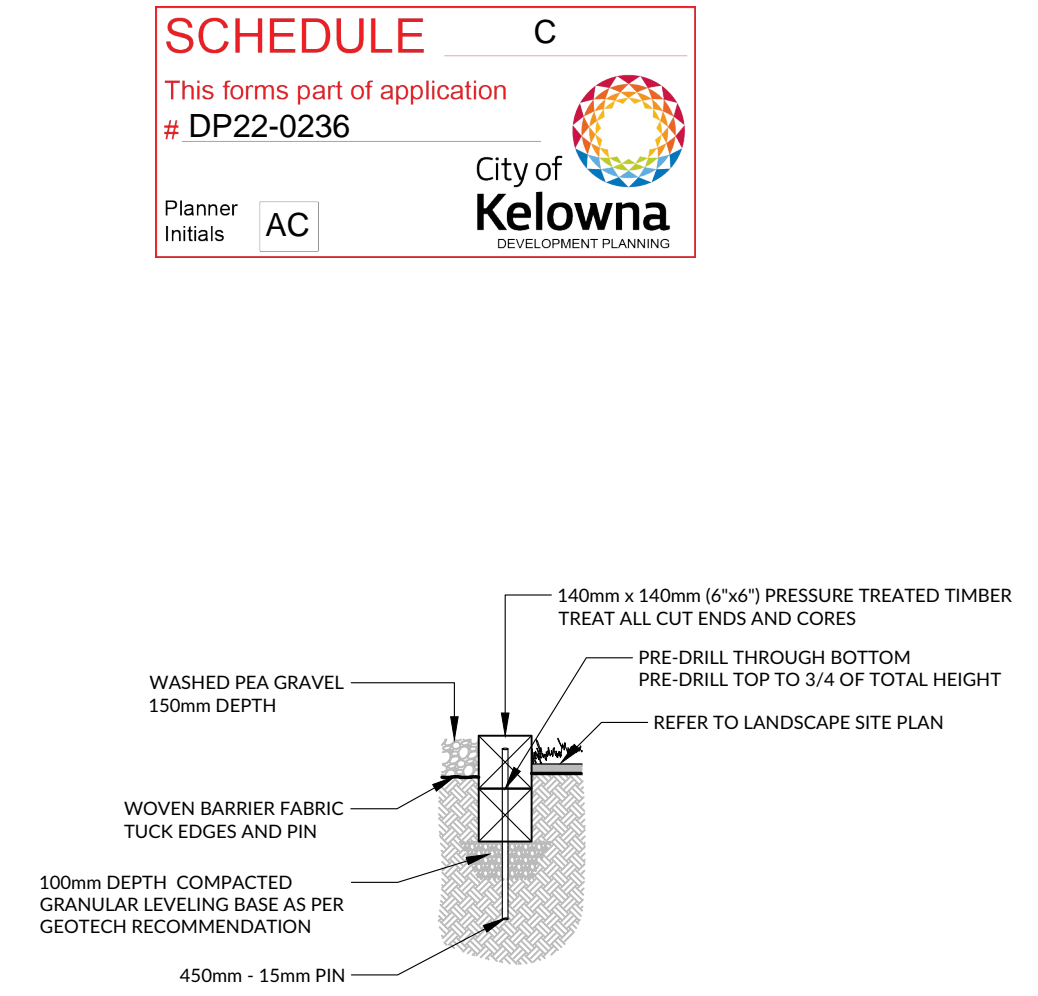 SCHEDULE C
This forms part of application
# DP22-0236
City of
Kelowna
DEVELOPMENT PLANNING
Planner
Initials
AC
140mm x 140mm (6"x6") PRESSURE TREATED TIMBER
TREAT ALL CUT ENDS AND CORES
PRE-DRILL THROUGH BOTTOM
PRE-DRILL TOP TO 3/4 OF TOTAL HEIGHT
WASHED PEA GRAVEL
150mm DEPTH
REFER TO LANDSCAPE SITE PLAN
WOVEN BARRIER FABRIC
TUCK EDGES AND PIN
100mm DEPTH COMPACTED
GRANULAR LEVELING BASE AS PER
GEOTECH RECOMMENDATION
450mm - 15mm PIN